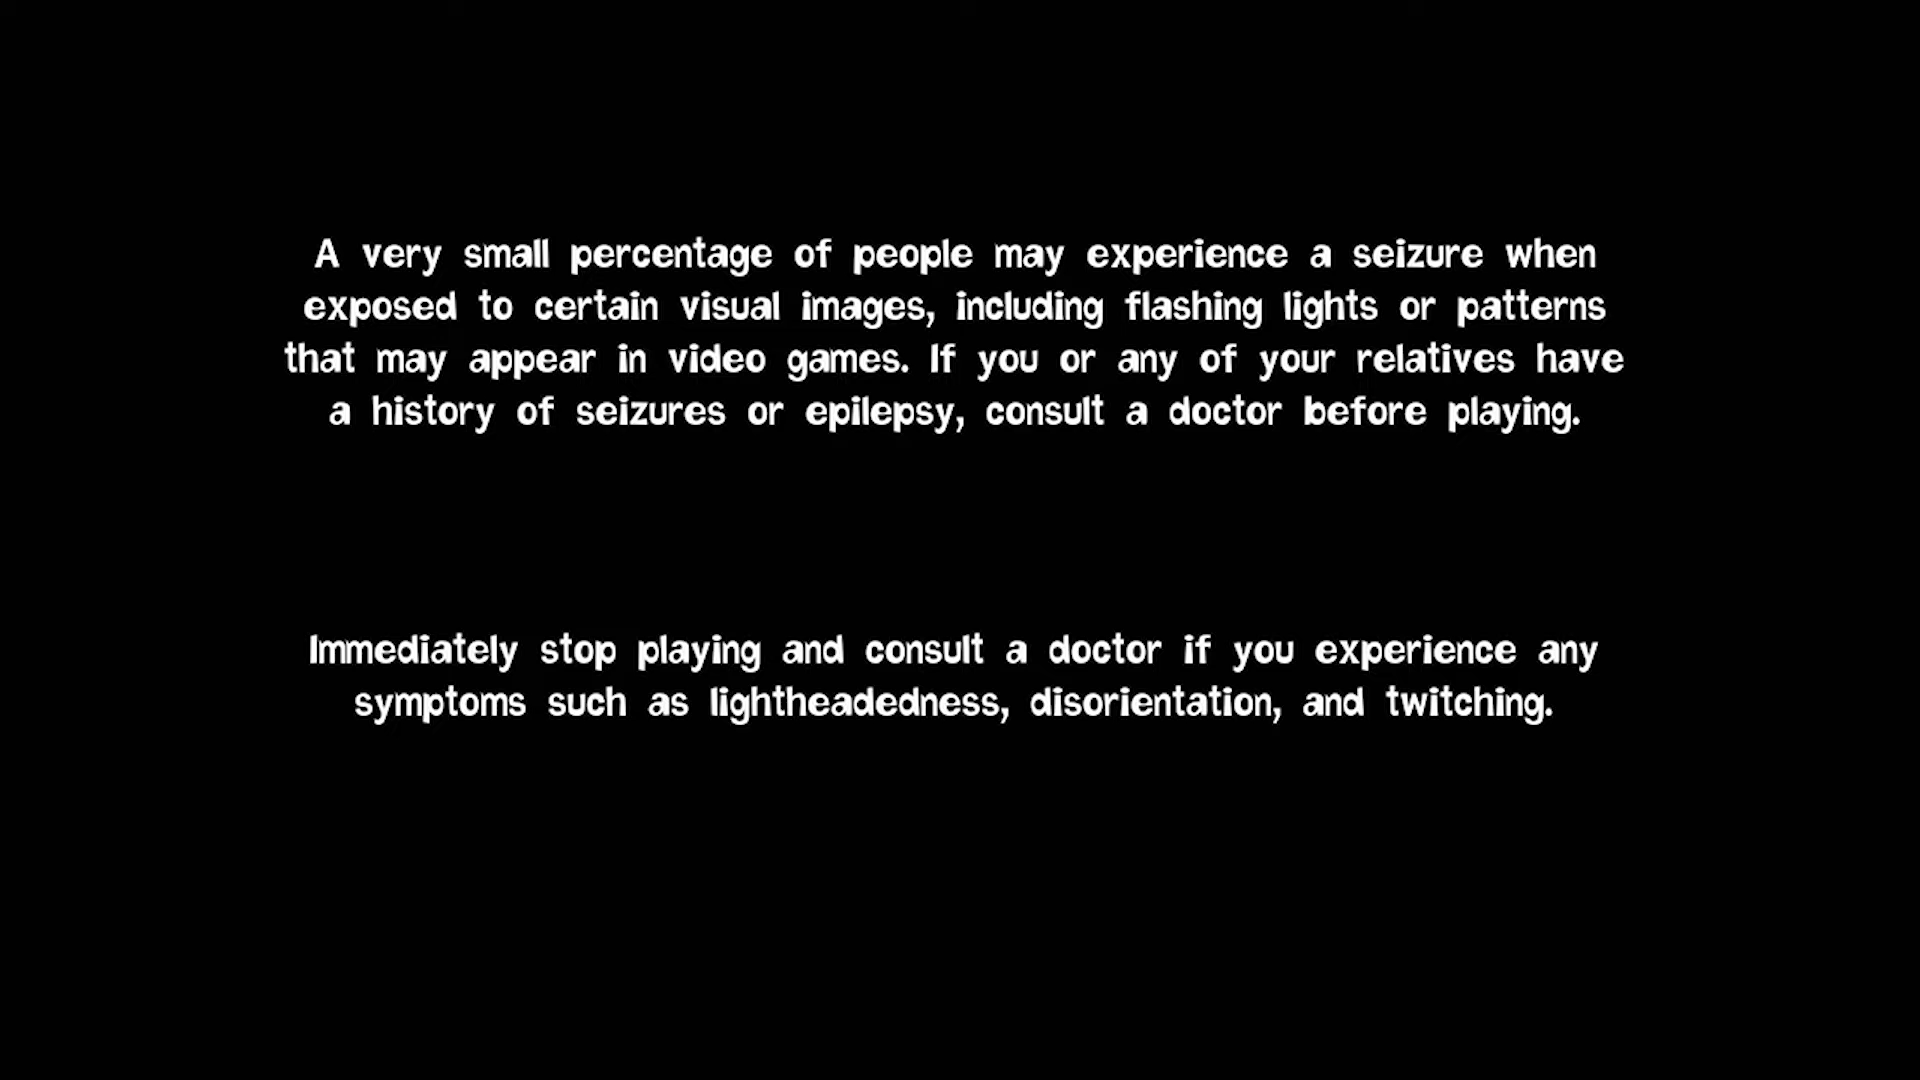 A very small percentage of people may experience a seizure when
exposed to certain visual images, including flashing lights or patterns
that may appear in video games. If you or any of your relatives have
a history of seizures or epilepsy, consult a doctor before playing.
Immediately stop playing and consult a doctor if you experience any
symptoms such as lightheadedness, disorientation, and twitching.